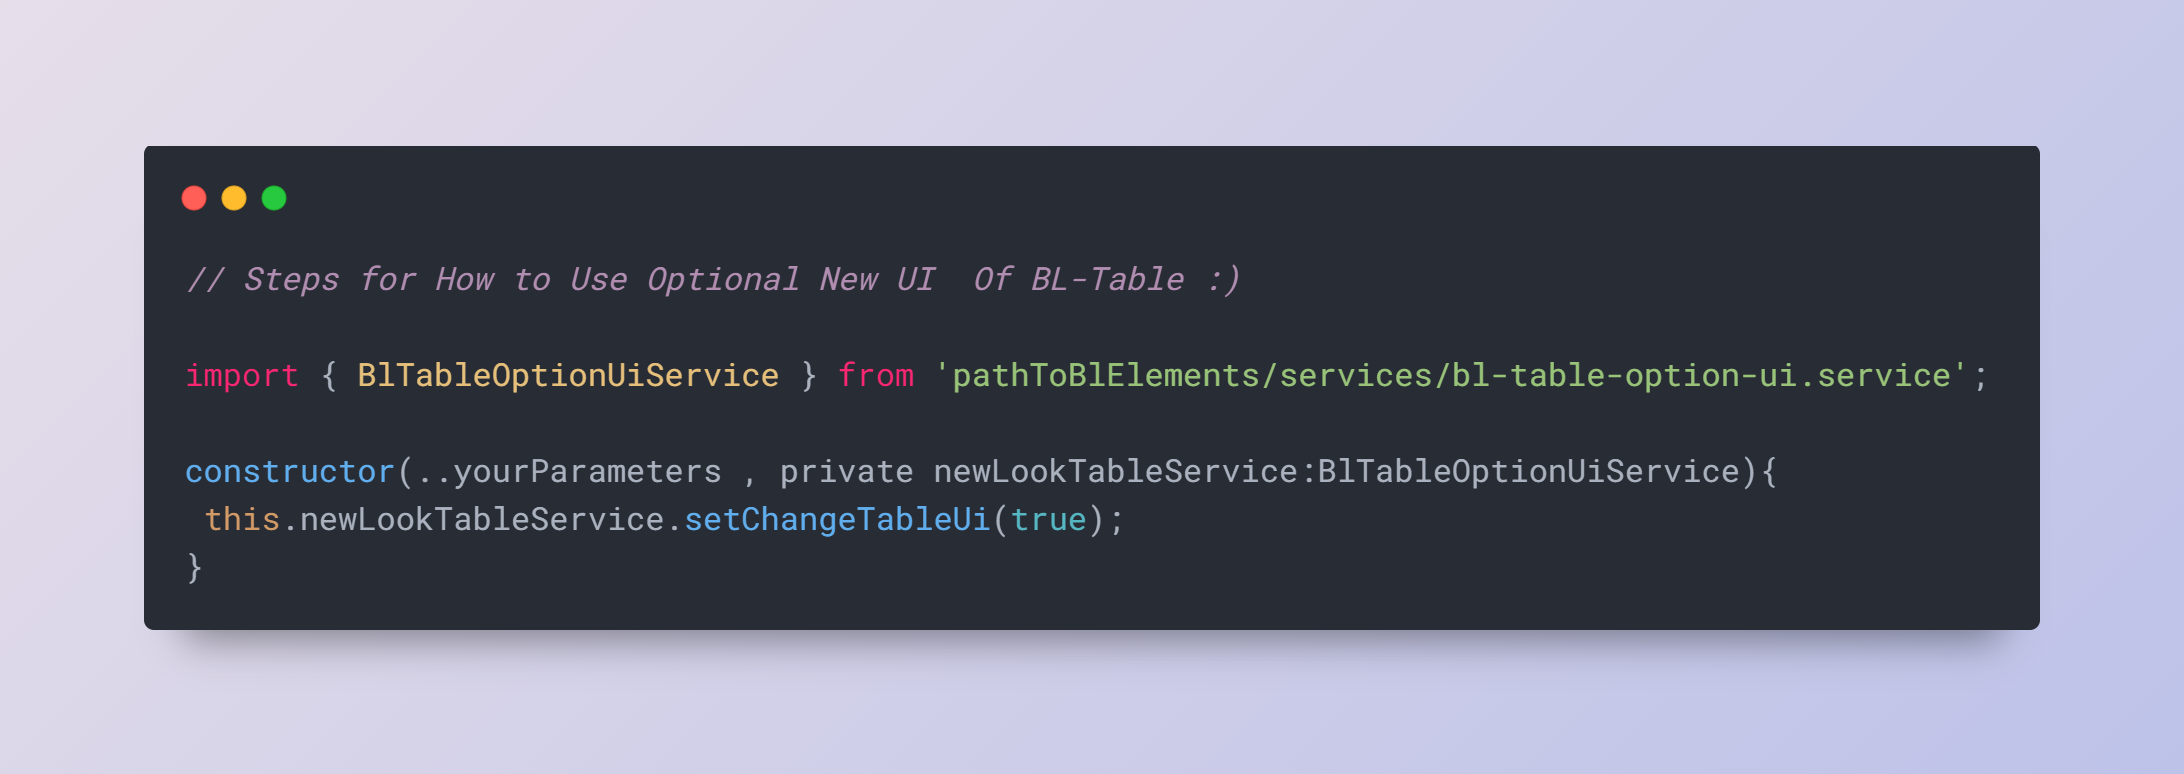 // Steps for How to Use Optional New UI  Of BL-Table :)
import { BlTableOptionUiService } from 'pathToBlElements/services/bl-table-option-ui.service';
constructor(..yourParameters , private newLookTableService:BlTableOptionUiService){
 this.newLookTableService.setChangeTableUi(true);
}